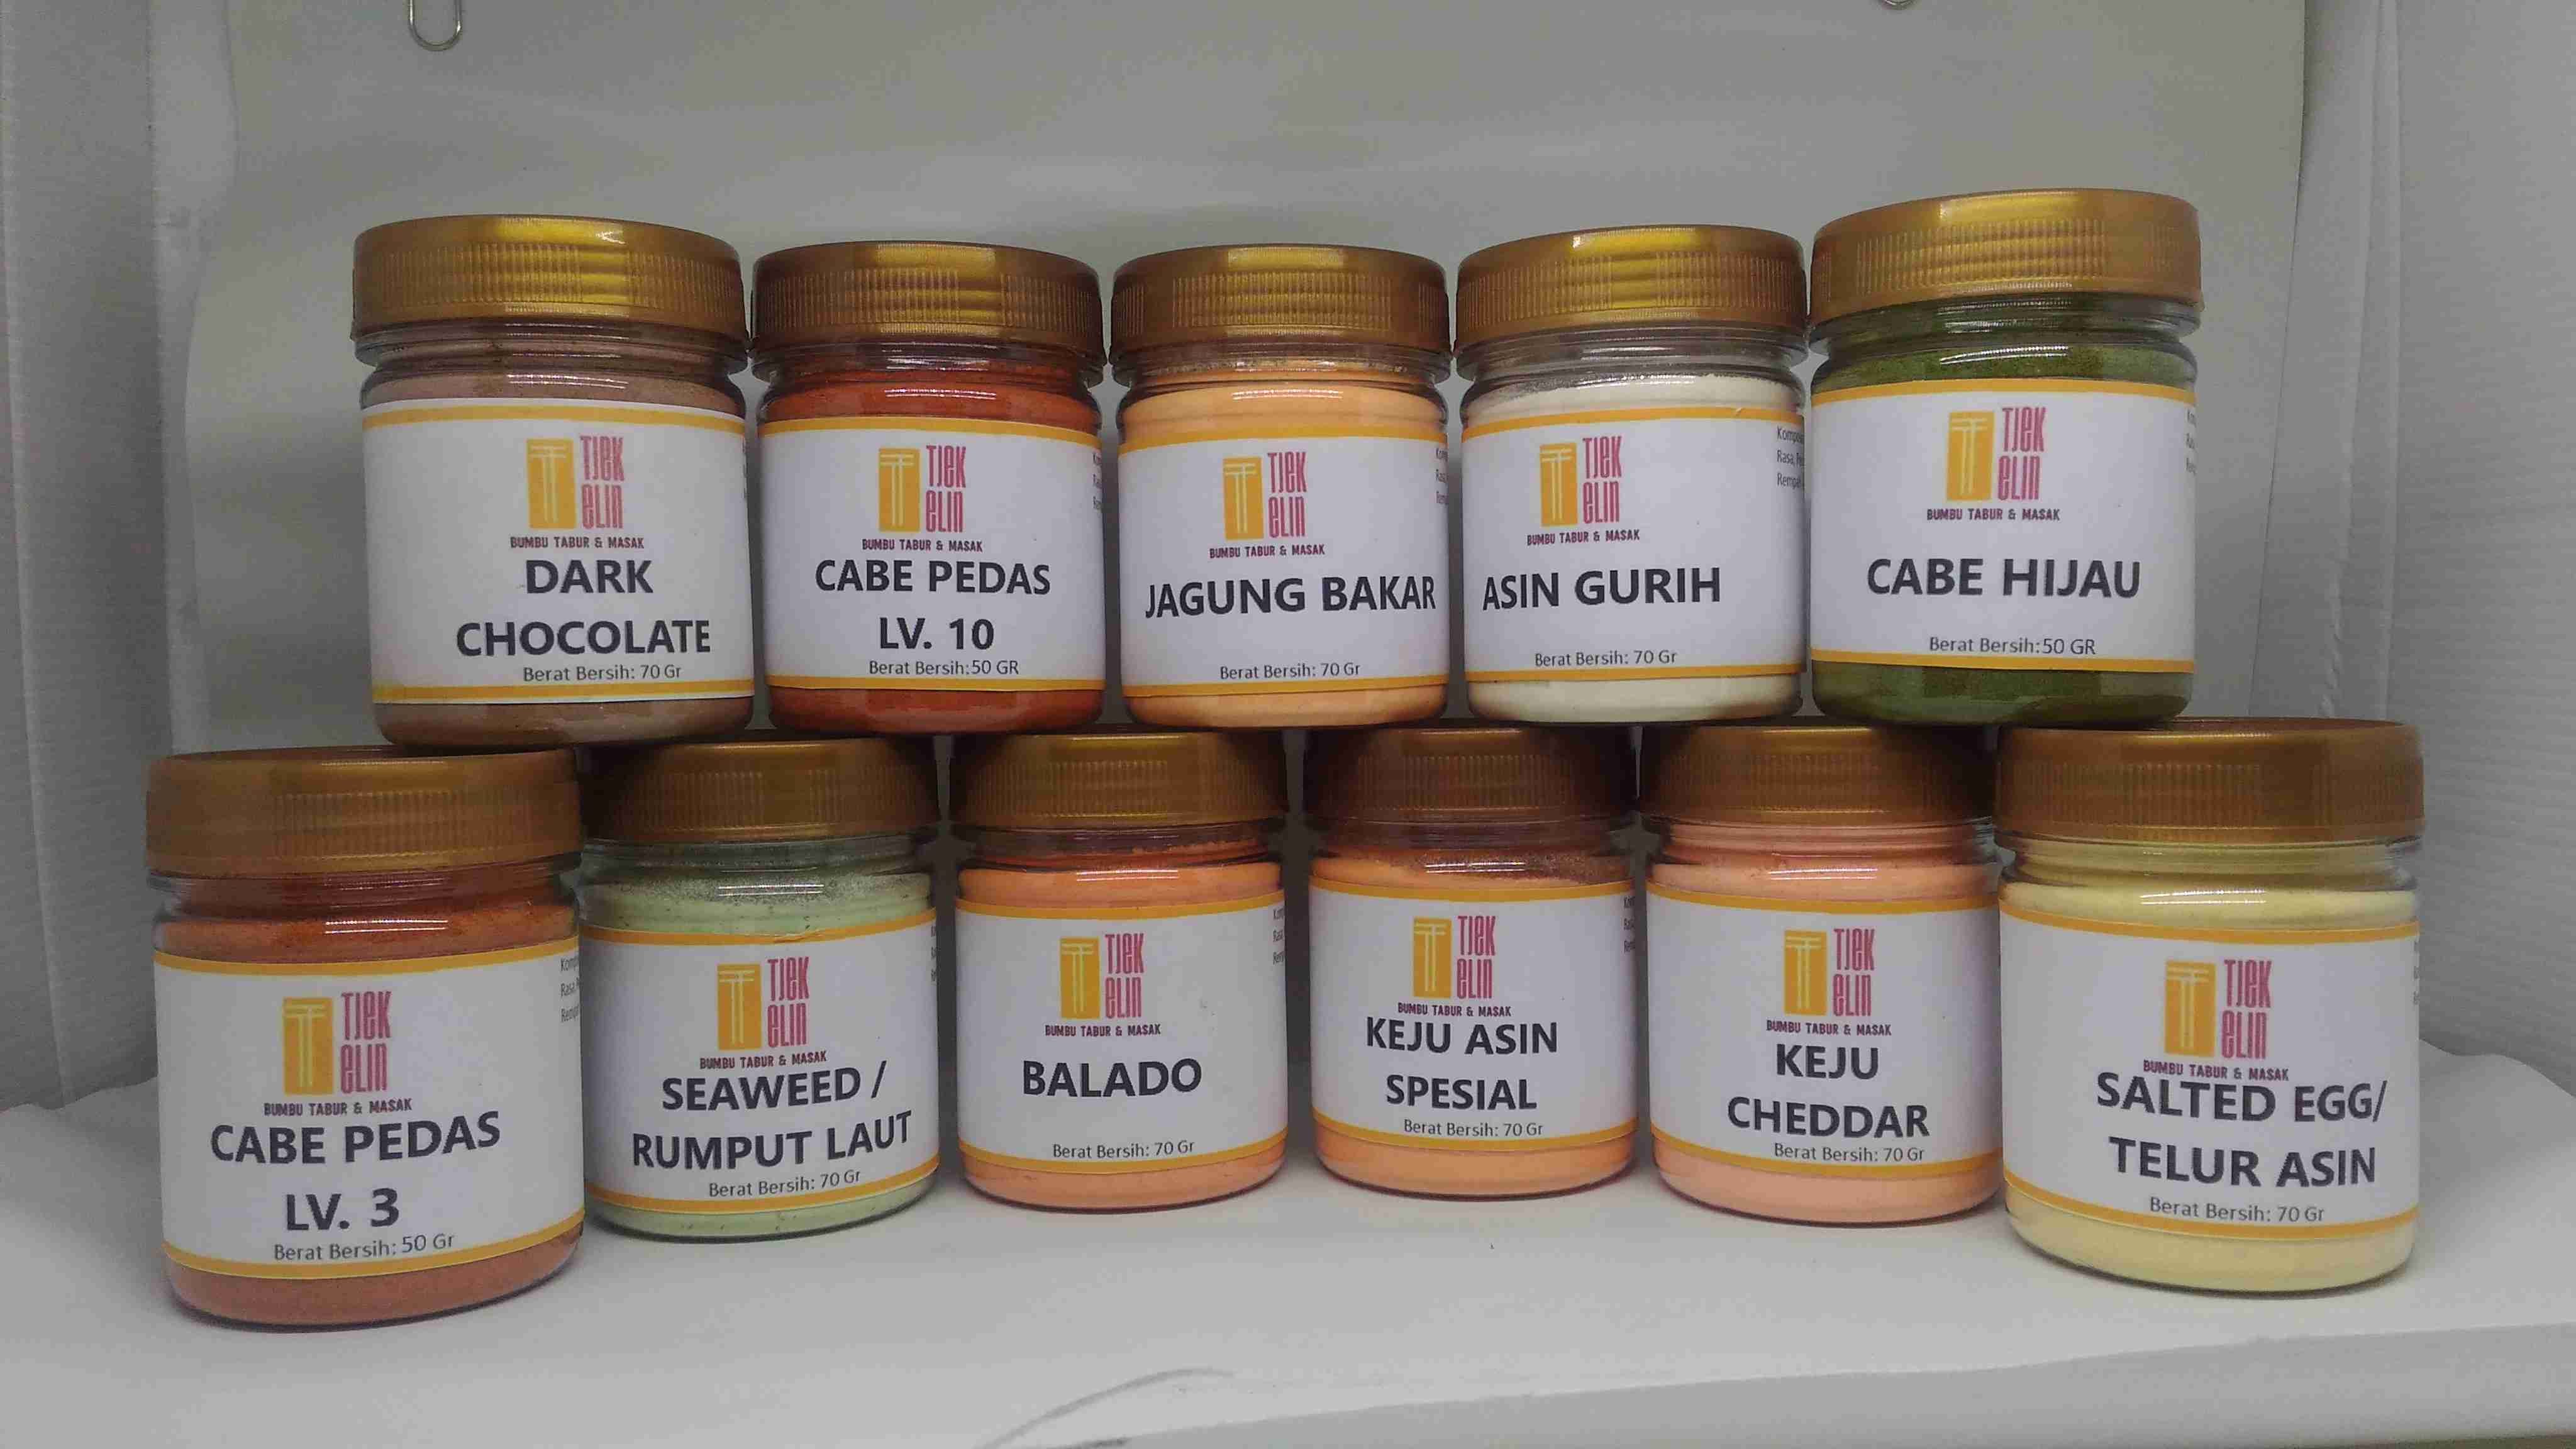 TJEK
ELIN
BUMBU TABUR & MASAK
DARK
CHOCOLATE
Berat Bersih: 70 Gr
TJEK
ELIN
BUMBU TABUR & MASAK
CABE PEDAS
LV. 10
Berat Bersih:50 GR
TJEK
ELIN
BUMBU TABUR & MASAK
JAGUNG BAKAR
Berat Bersih: 70 Gr
TJEK
ELIN
BUMBU TABUR & MASAK
ASIN GURIH
Berat Bersih: 70 Gr
TJEK
ELIN
BUMBU TABUR & MASAK
CABE HIJAU
Berat Bersih:50 GR
TJEK
ELIN
BUMBU TABUR & MASAK
CABE PEDAS
LV. 3
Berat Bersih: 50 Gr
TJEK
ELIN
BUMBU TABUR & MASAK
SEAWEED /
RUMPUT LAUT
Berat Bersih: 70 Gr
TJEK
ELIN
BUMBU TABUR & MASAK
BALADO
Berat Bersih: 70 Gr
TJEK
ELIN
BUMBU TABUR & MASAK
KEJU ASIN
SPESIAL
Berat Bersih: 70 Gr
TJEK
ELIN
BUMBU TABUR & MASAK
KEJU
CHEDDAR
Berat Bersih: 70 Gr
TJEK
ELIN
BUMBU TABUR & MASAK
SALTED EGG/
TELUR ASIN
Berat Bersih: 70 Gr